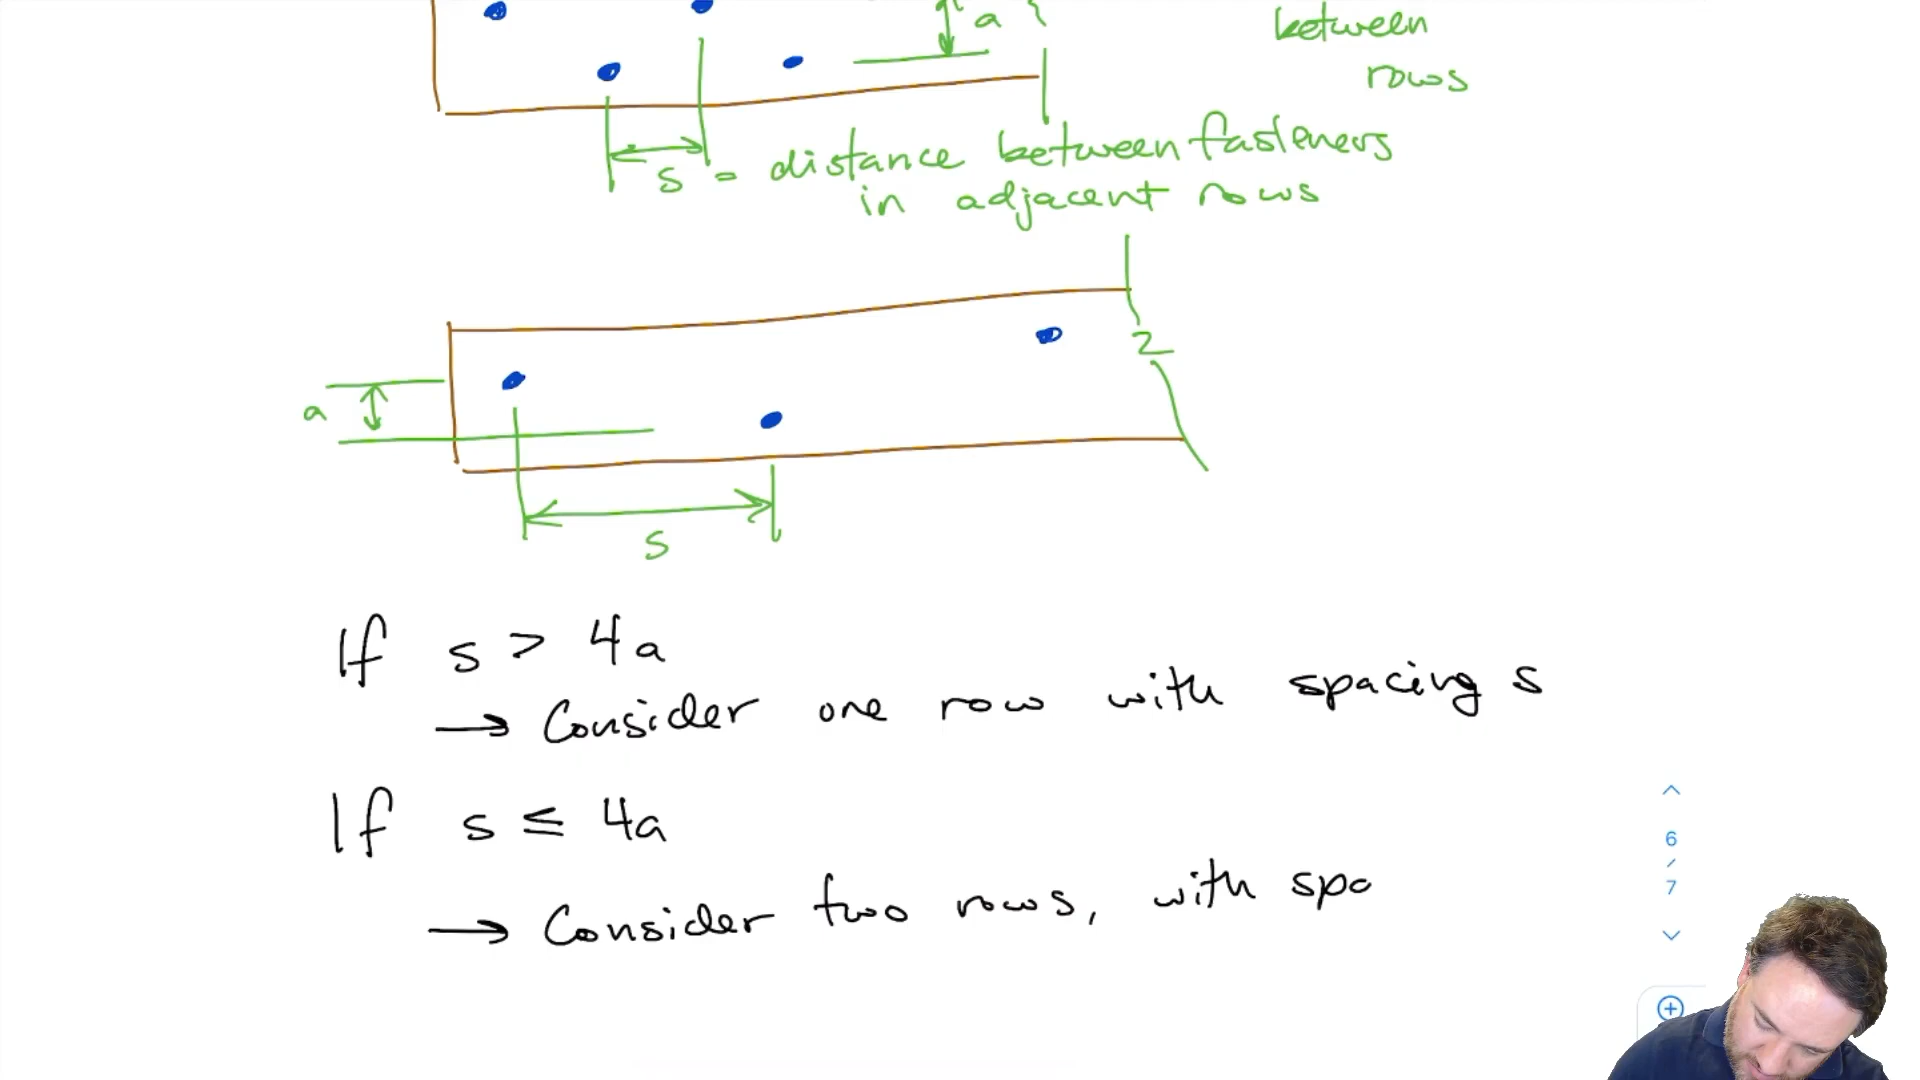 a
between
rows
s = distance between fasteners
in adjacent rows
a
2
s
If s > 4a
→ Consider one row with spacing s
If s ≤ 4a
→ Consider two rows, with spa
6
/
7